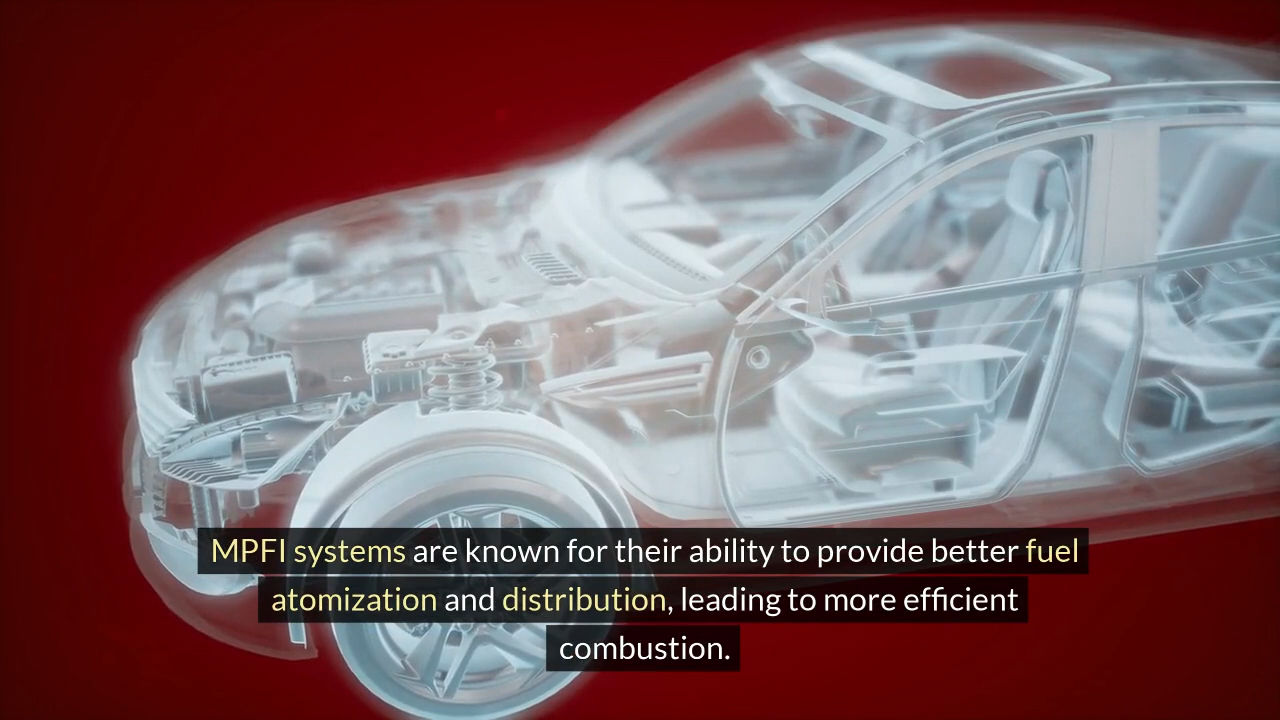 MPFI systems are known for their ability to provide better fuel
atomization and distribution, leading to more efficient
combustion.